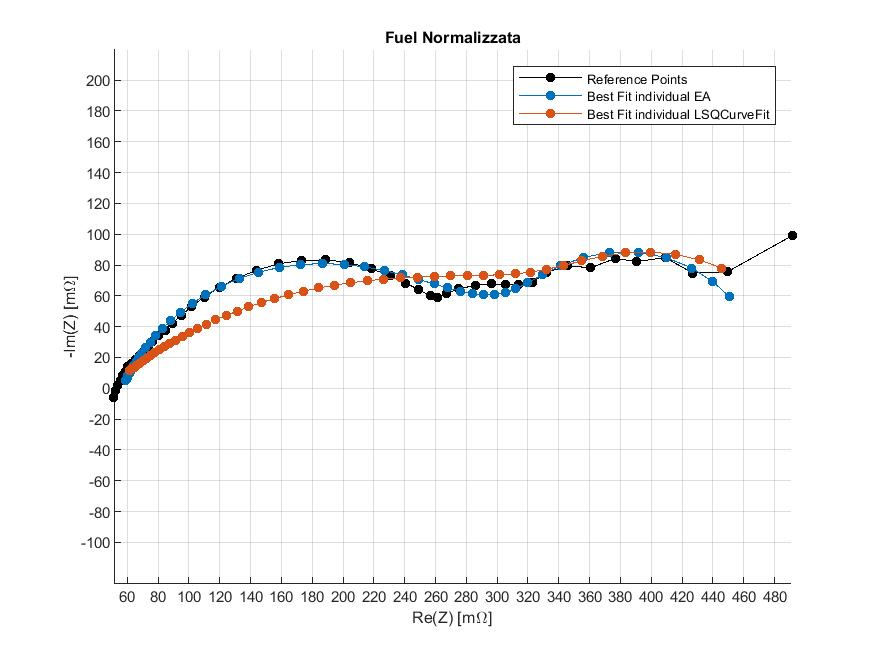 Fuel Normalizzata
Reference Points
Best Fit individual EA
Best Fit individual LSQCurveFit
200
180
160
140
120
100
80
60
40
20
0
-20
-40
-60
-80
-100
-Im(Z) [mΩ]
60 80 100 120 140 160 180 200 220 240 260 280 300 320 340 360 380 400 420 440 460 480
Re(Z) [mΩ]